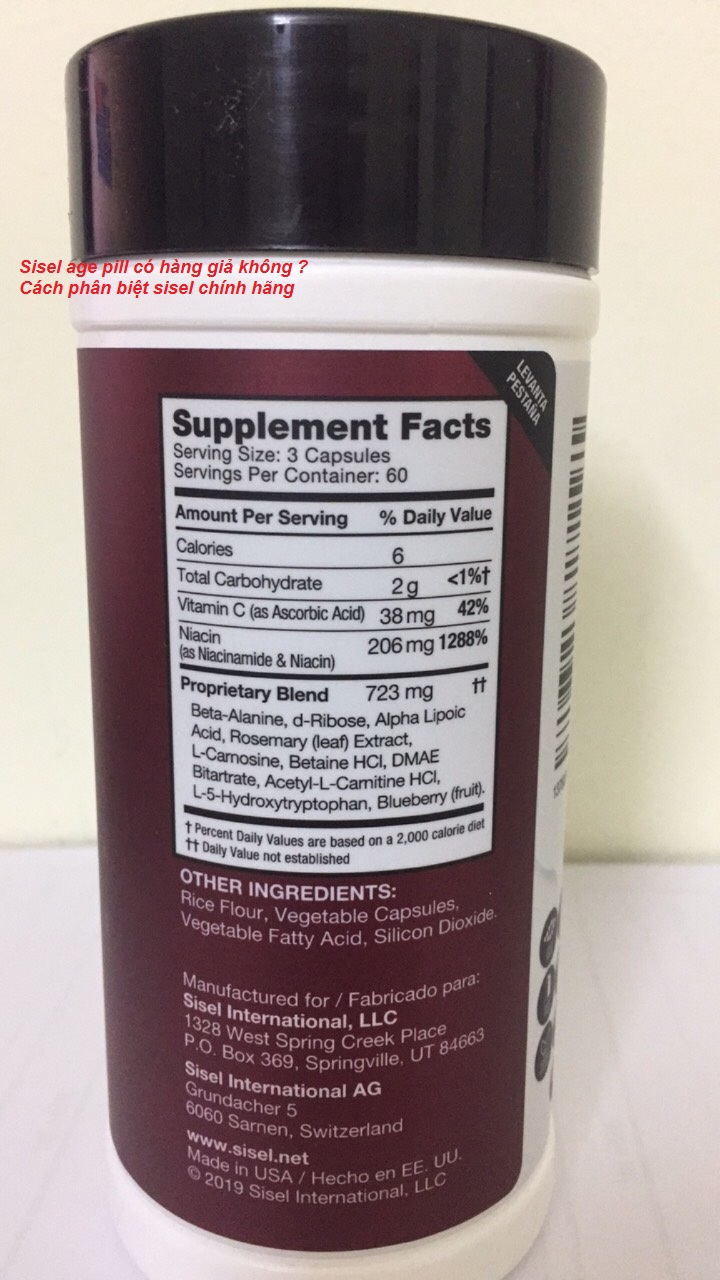 Sisel age pill có hàng giả không ?
Cách phân biệt sisel chính hãng
LEVANTA
PESTAÑA
Supplement Facts
Serving Size: 3 Capsules
Servings Per Container: 60
Amount Per Serving % Daily Value
Calories 6
Total Carbohydrate 2 g <1%†
Vitamin C (as Ascorbic Acid) 38 mg 42%
Niacin
(as Niacinamide & Niacin) 206 mg 1288%
Proprietary Blend 723 mg ††
Beta-Alanine, d-Ribose, Alpha Lipoic
Acid, Rosemary (leaf) Extract,
L-Carnosine, Betaine HCl, DMAE
Bitartrate, Acetyl-L-Carnitine HCl,
L-5-Hydroxytryptophan, Blueberry (fruit).
† Percent Daily Values are based on a 2,000 calorie diet
†† Daily Value not established
OTHER INGREDIENTS:
Rice Flour, Vegetable Capsules,
Vegetable Fatty Acid, Silicon Dioxide.
Manufactured for / Fabricado para:
Sisel International, LLC
1328 West Spring Creek Place
P.O. Box 369, Springville, UT 84663
Sisel International AG
Grundacher 5
6060 Sarnen, Switzerland
www.sisel.net
Made in USA / Hecho en EE. UU.
© 2019 Sisel International, LLC